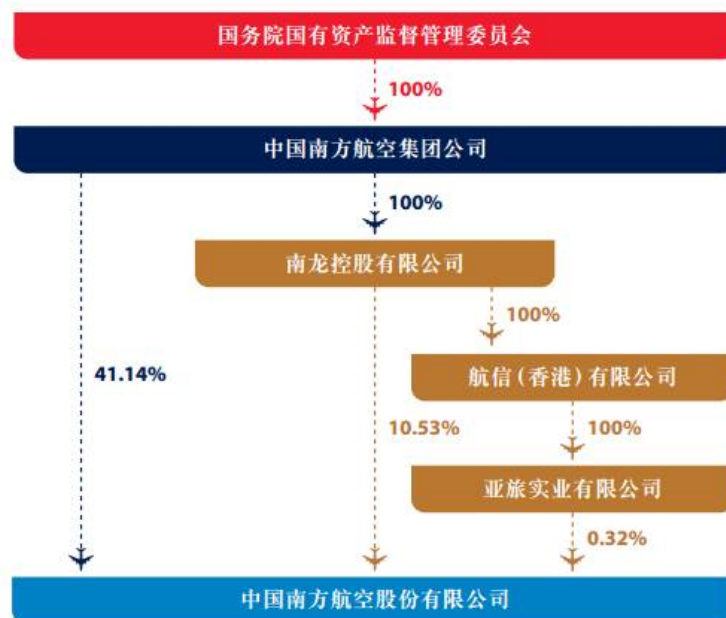 国务院国有资产监督管理委员会
100%
中国南方航空集团公司
100%
南龙控股有限公司
100%
41.14%
航信(香港)有限公司
10.53%
100%
亚旅实业有限公司
0.32%
中国南方航空股份有限公司